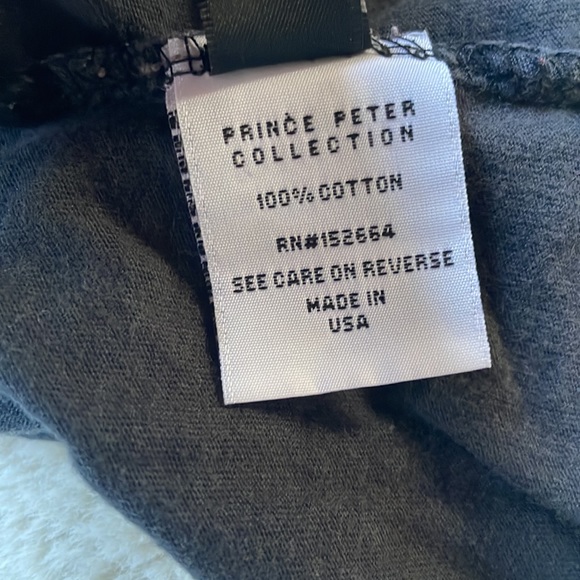 PRINCE PETER
COLLECTION
100% COTTON
RN#152664
SEE CARE ON REVERSE
MADE IN
USA